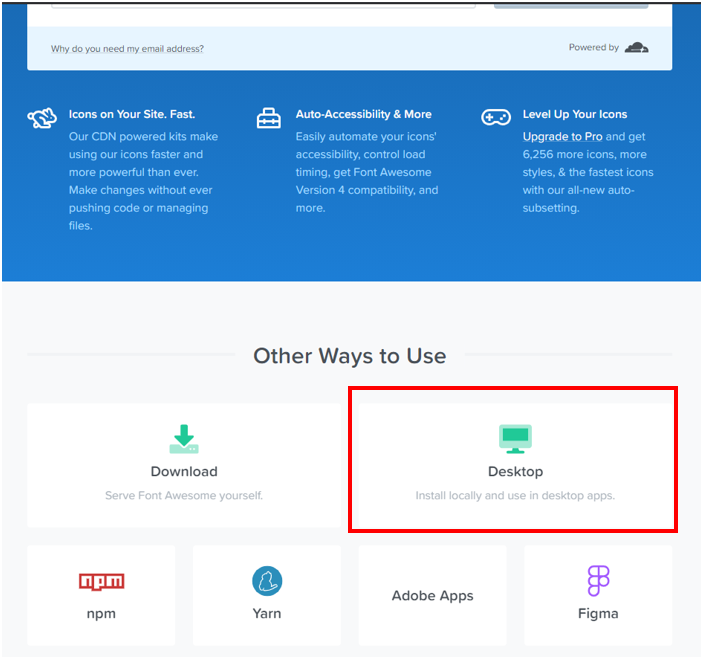 Why do you need my email address?
Powered by
Icons on Your Site. Fast.
Our CDN powered kits make
using our icons faster and
more powerful than ever.
Make changes without ever
pushing code or managing
files.
Auto-Accessibility & More
Easily automate your icons'
accessibility, control load
timing, get Font Awesome
Version 4 compatibility, and
more.
Level Up Your Icons
Upgrade to Pro and get
6,256 more icons, more
styles, & the fastest icons
with our all-new auto-
subsetting.
Other Ways to Use
Download
Serve Font Awesome yourself.
Desktop
Install locally and use in desktop apps.
npm
npm
Yarn
Adobe Apps
Figma